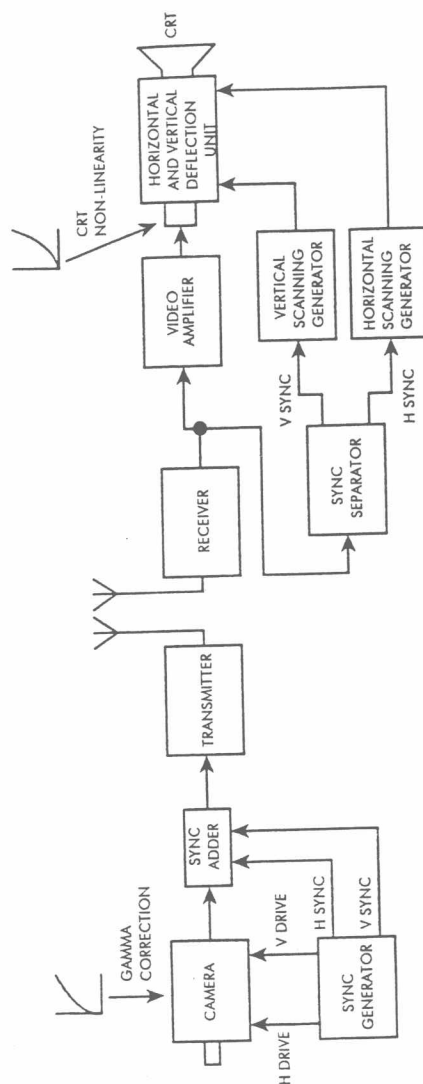 GAMMA
CORRECTION
CAMERA
H DRIVE
V DRIVE
SYNC
GENERATOR
H SYNC
V SYNC
SYNC
ADDER
TRANSMITTER
RECEIVER
VIDEO
AMPLIFIER
CRT
NON-LINEARITY
HORIZONTAL
AND VERTICAL
DEFLECTION
UNIT
CRT
SYNC
SEPARATOR
V SYNC
H SYNC
VERTICAL
SCANNING
GENERATOR
HORIZONTAL
SCANNING
GENERATOR